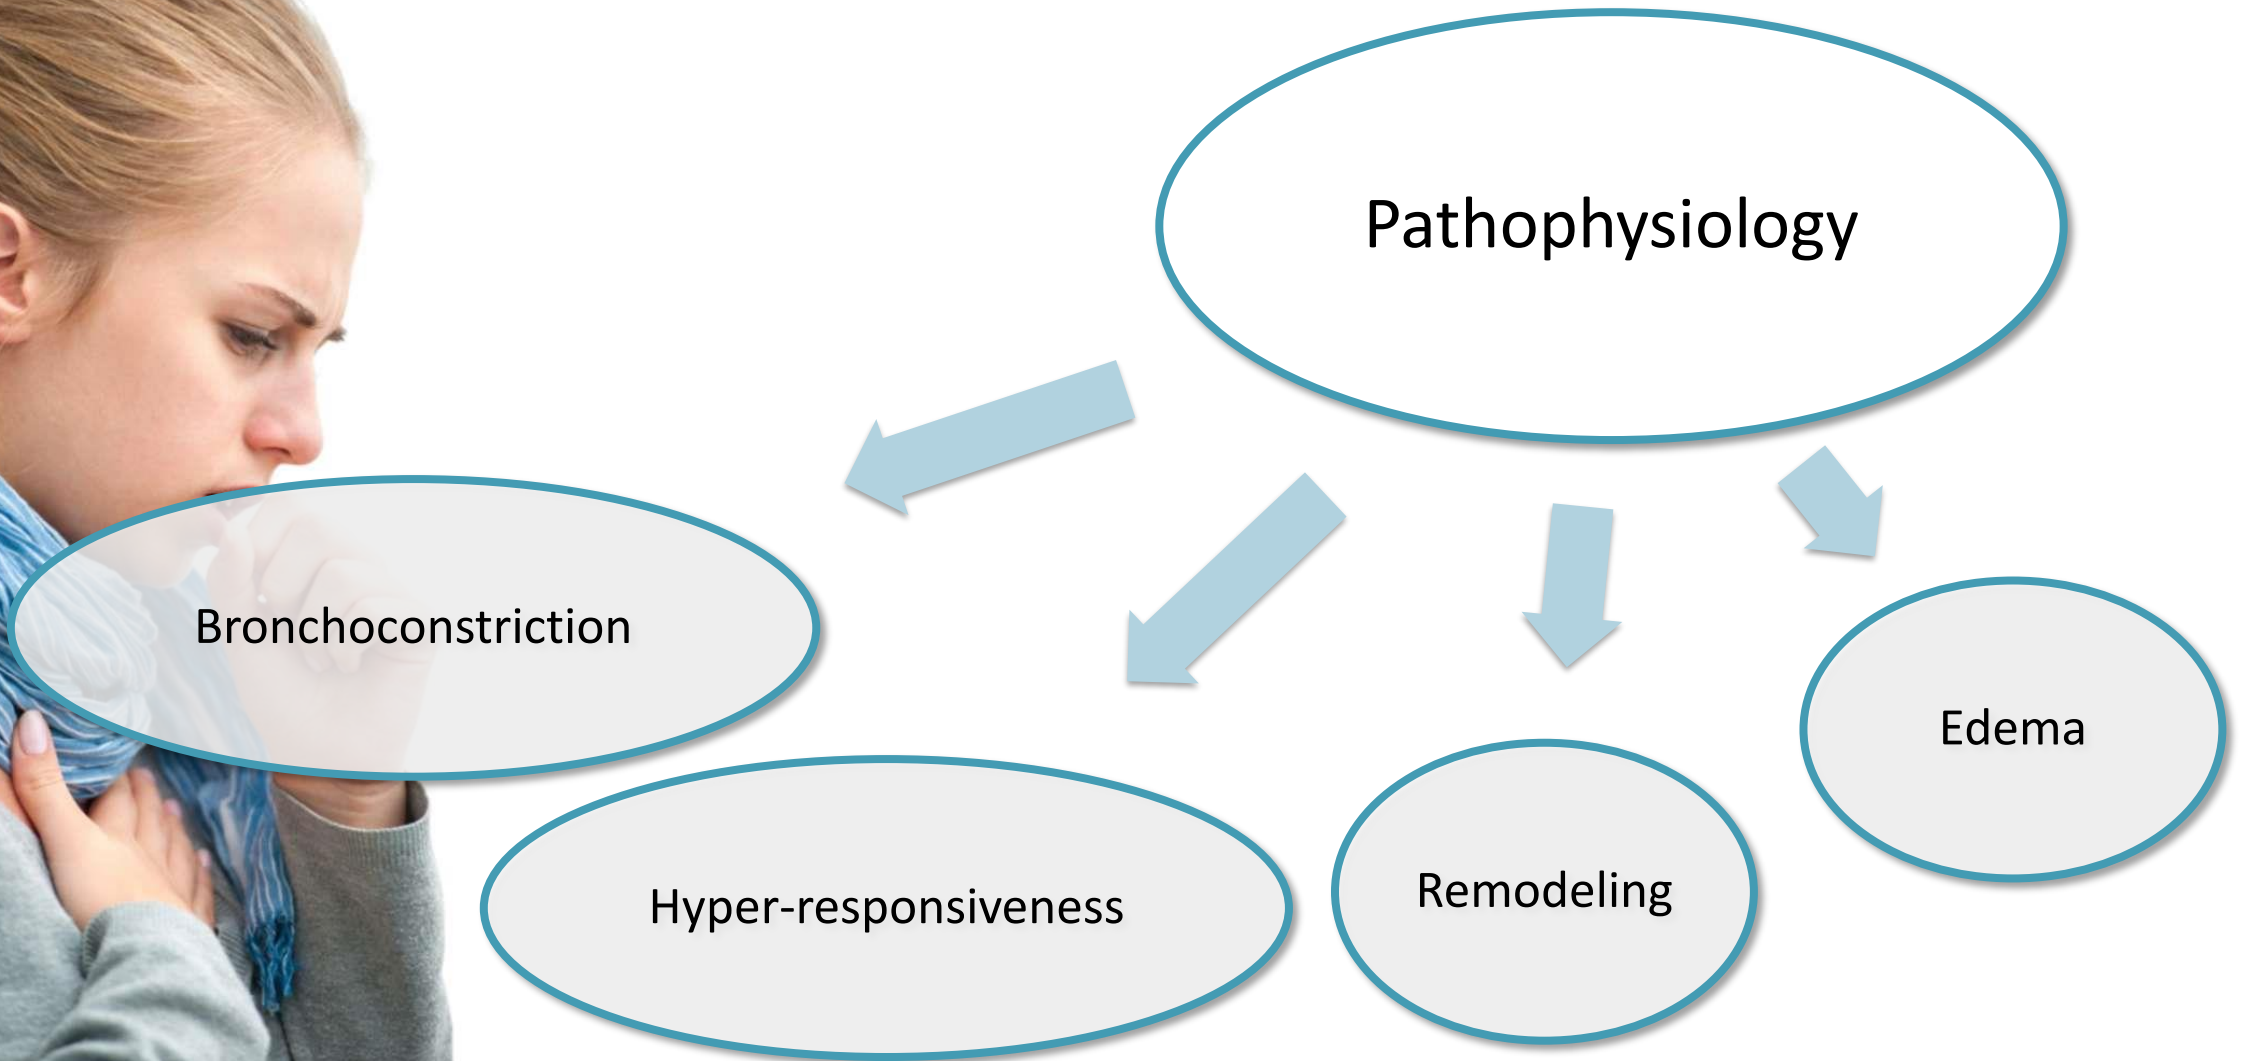 Pathophysiology
Bronchoconstriction
Hyper-responsiveness
Remodeling
Edema